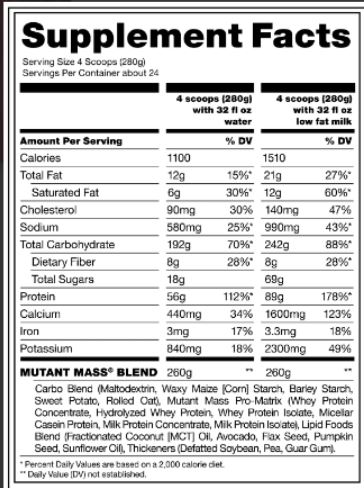 Supplement Facts
Serving Size 4 Scoops (280g)
Servings Per Container about 24
4 scoops (280g) with 32 fl oz water 4 scoops (280g) with 32 fl oz low fat milk
Amount Per Serving % DV % DV
Calories 1100 1510
Total Fat 12g 15%* 21g 27%*
Saturated Fat 6g 30%* 12g 60%*
Cholesterol 90mg 30% 140mg 47%
Sodium 580mg 25%* 990mg 43%*
Total Carbohydrate 192g 70%* 242g 88%*
Dietary Fiber 8g 28%* 8g 28%*
Total Sugars 18g 69g
Protein 56g 112%* 89g 178%*
Calcium 440mg 34% 1600mg 123%
Iron 3mg 17% 3.3mg 18%
Potassium 840mg 18% 2300mg 49%
MUTANT MASS® BLEND 260g ** 260g **
Carbo Blend (Maltodextrin, Waxy Maize [Corn] Starch, Barley Starch,
Sweet Potato, Rolled Oat), Mutant Mass Pro-Matrix (Whey Protein
Concentrate, Hydrolyzed Whey Protein, Whey Protein Isolate, Micellar
Casein Protein, Milk Protein Concentrate, Milk Protein Isolate), Lipid Foods
Blend (Fractionated Coconut [MCT] Oil, Avocado, Flax Seed, Pumpkin
Seed, Sunflower Oil), Thickeners (Defatted Soybean, Pea, Guar Gum).
* Percent Daily Values are based on a 2,000 calorie diet.
** Daily Value (DV) not established.